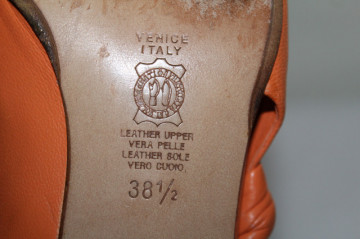 VENICE
ITALY
LEATHER UPPER
VERA PELLE
LEATHER SOLE
VERO CUOIO
38½